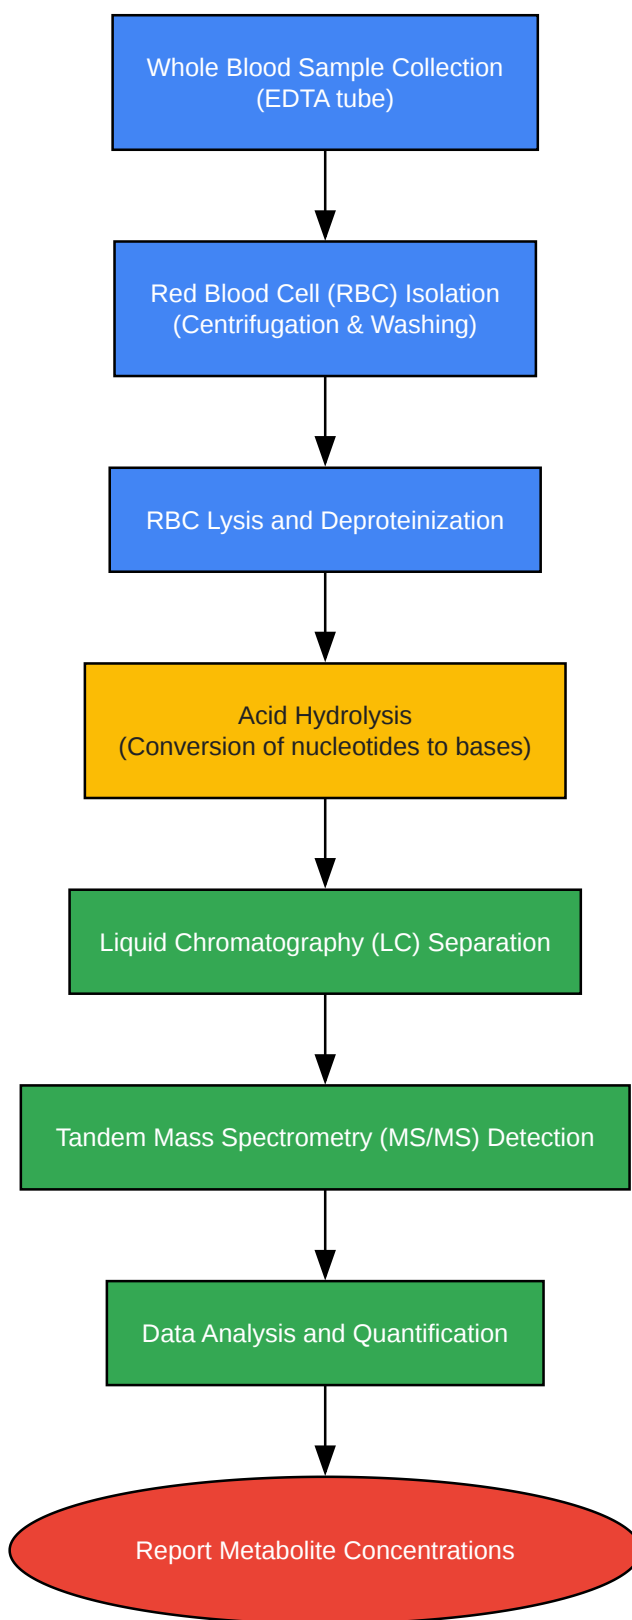 Whole Blood Sample Collection
(EDTA tube)
Red Blood Cell (RBC) Isolation
(Centrifugation & Washing)
RBC Lysis and Deproteinization
Acid Hydrolysis
(Conversion of nucleotides to bases)
Liquid Chromatography (LC) Separation
Tandem Mass Spectrometry (MS/MS) Detection
Data Analysis and Quantification
Report Metabolite Concentrations